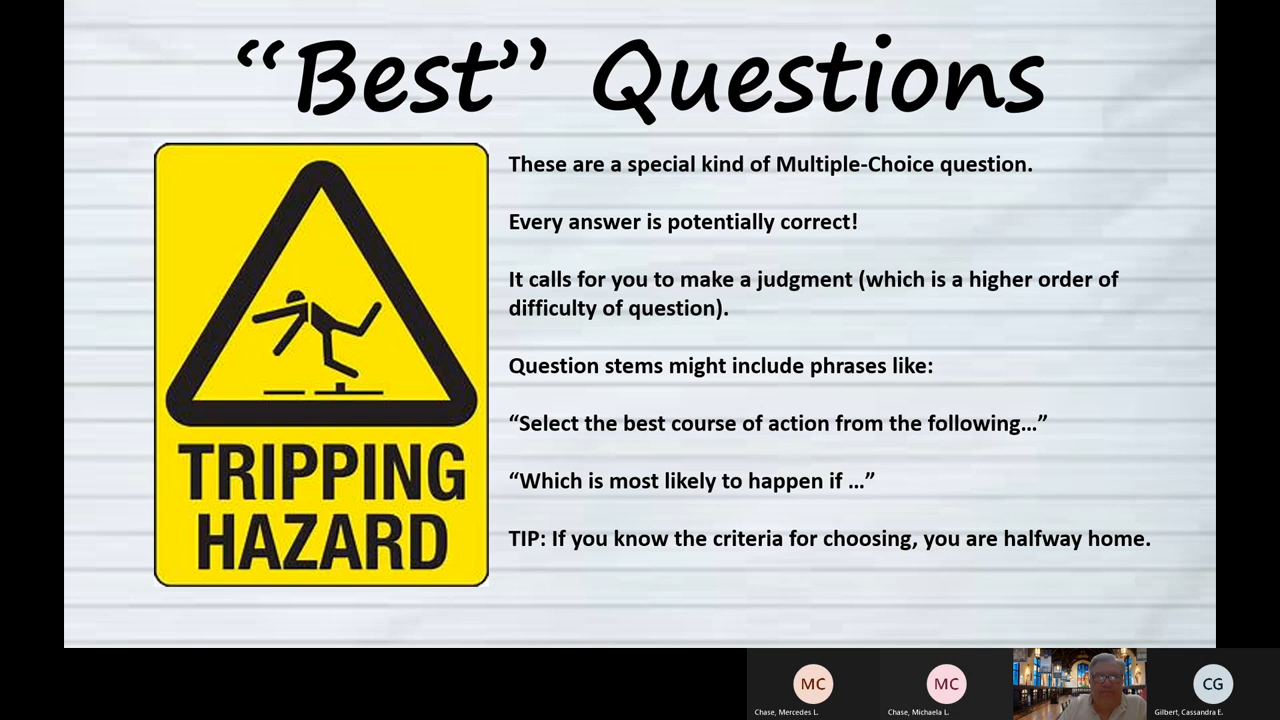 “Best” Questions
These are a special kind of Multiple-Choice question.
Every answer is potentially correct!
It calls for you to make a judgment (which is a higher order of
difficulty of question).
Question stems might include phrases like:
“Select the best course of action from the following…”
“Which is most likely to happen if …”
TIP: If you know the criteria for choosing, you are halfway home.
TRIPPING
HAZARD
MC
Chase, Mercedes L.
MC
Chase, Michaela L.
CG
Gilbert, Cassandra E.